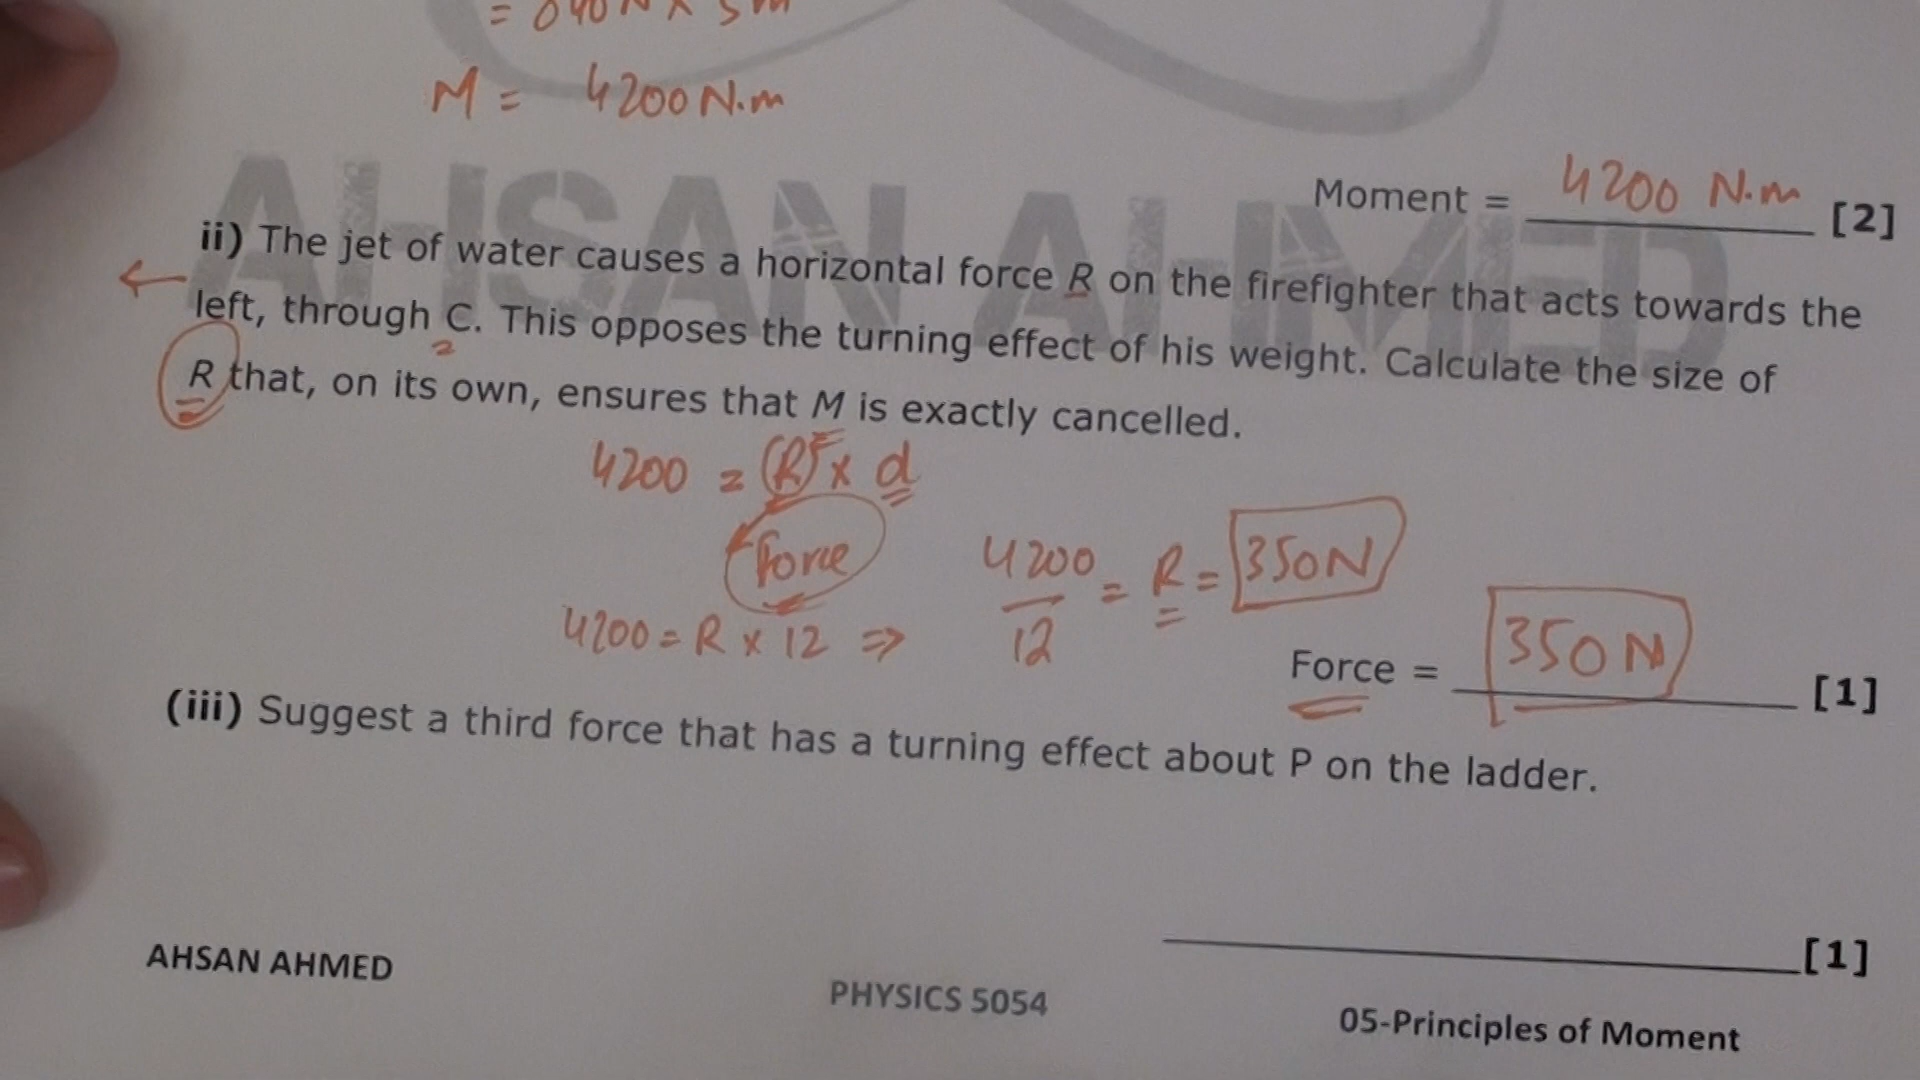 = 840 N x 5m
M = 4200 N.m
Moment = 4200 N.m [2]
AHSAN AHMED
ii) The jet of water causes a horizontal force R on the firefighter that acts towards the
left, through C. This opposes the turning effect of his weight. Calculate the size of
R that, on its own, ensures that M is exactly cancelled.
4200 = R x d
Force
4200 = R x 12 ⇒ 4200/12 = R = 350N
Force = 350 N [1]
(iii) Suggest a third force that has a turning effect about P on the ladder.
[1]
AHSAN AHMED
PHYSICS 5054
05-Principles of Moment